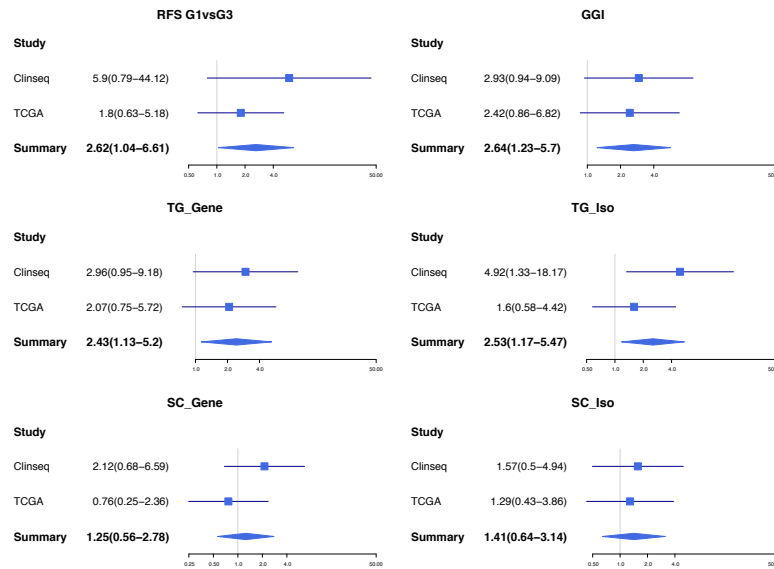 RFS G1vsG3
Study
Clinseq 5.9(0.79−44.12)
TCGA 1.8(0.63−5.18)
Summary 2.62(1.04−6.61)
0.50 1.0 2.0 4.0 50.00
GGI
Study
Clinseq 2.93(0.94−9.09)
TCGA 2.42(0.86−6.82)
Summary 2.64(1.23−5.7)
1.0 2.0 4.0
TG_Gene
Study
Clinseq 2.96(0.95−9.18)
TCGA 2.07(0.75−5.72)
Summary 2.43(1.13−5.2)
1.0 2.0 4.0 50.00
TG_Iso
Study
Clinseq 4.92(1.33−18.17)
TCGA 1.6(0.58−4.42)
Summary 2.53(1.17−5.47)
0.50 1.0 2.0 4.0
SC_Gene
Study
Clinseq 2.12(0.68−6.59)
TCGA 0.76(0.25−2.36)
Summary 1.25(0.56−2.78)
0.25 0.50 1.0 2.0 4.0 50.00
SC_Iso
Study
Clinseq 1.57(0.5−4.94)
TCGA 1.29(0.43−3.86)
Summary 1.41(0.64−3.14)
0.50 1.0 2.0 4.0